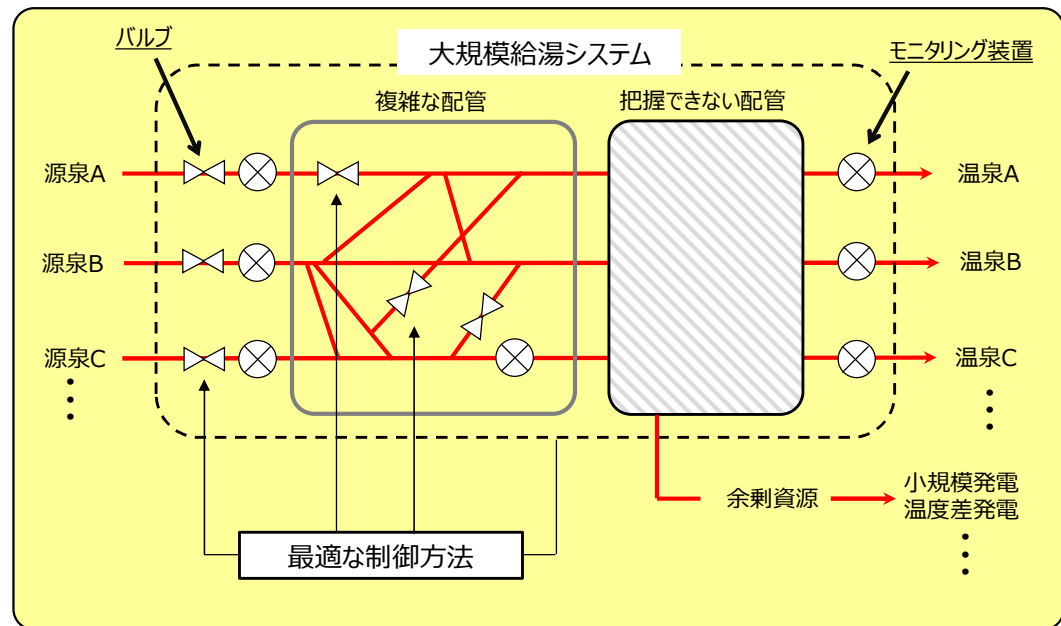 バルブ
大規模給湯システム
モニタリング装置
複雑な配管
把握できない配管
源泉A
温泉A
源泉B
温泉B
源泉C
温泉C
余剰資源
小規模発電
温度差発電
最適な制御方法